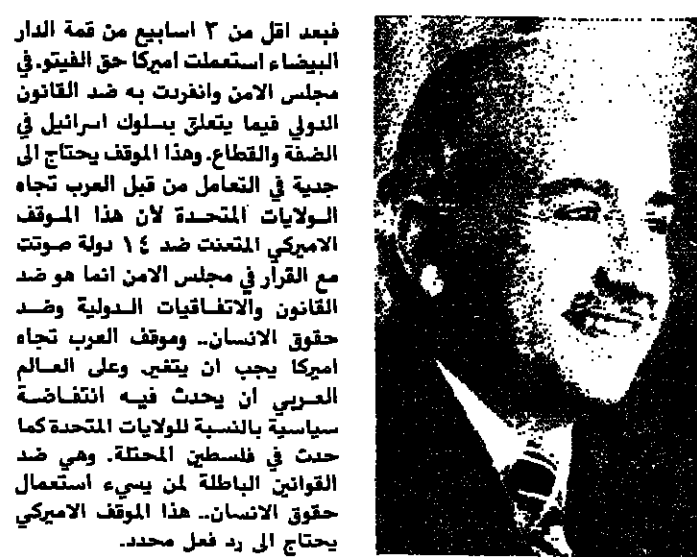 فبعد اقل من ٣ اسابيع من قمة الدار
البيضاء استعملت اميركا حق الفيتو. في
مجلس الامن وانفردت به ضد القانون
الدولي فيما يتعلق بسلوك اسرائيل في
الضفة والقطاع. وهذا الموقف يحتاج الى
جدية في التعامل من قبل العرب تجاه
الولايات المتحدة لأن هذا الموقف
الاميركي المتعنت ضد ١٤ دولة صوتت
مع القرار في مجلس الامن انما هو ضد
القانون والاتفاقيات الدولية وضد
حقوق الانسان.. وموقف العرب تجاه
اميركا يجب ان يتغير. وعلى العالم
العربي ان يحدث فيه انتفاضة
سياسية بالنسبة للولايات المتحدة كما
حدث في فلسطين المحتلة. وهي ضد
القوانين الباطلة لمن يسيء استعمال
حقوق الانسان.. هذا الموقف الاميركي
يحتاج الى رد فعل محدد.